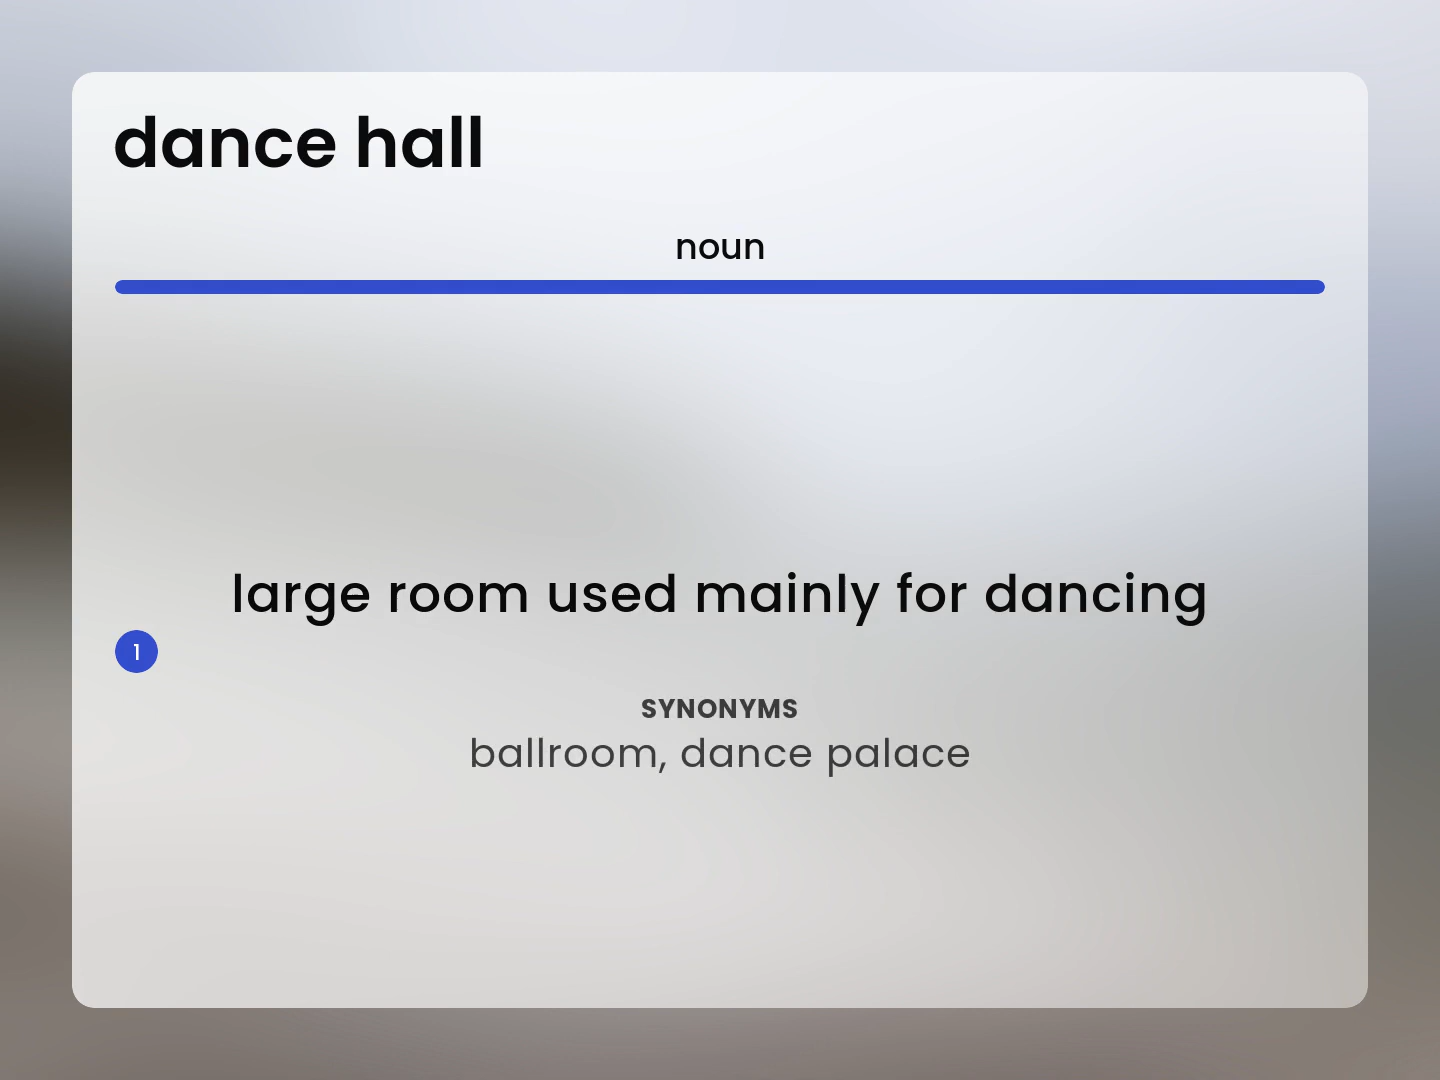 dance hall
noun
large room used mainly for dancing
1
SYNONYMS
ballroom, dance palace